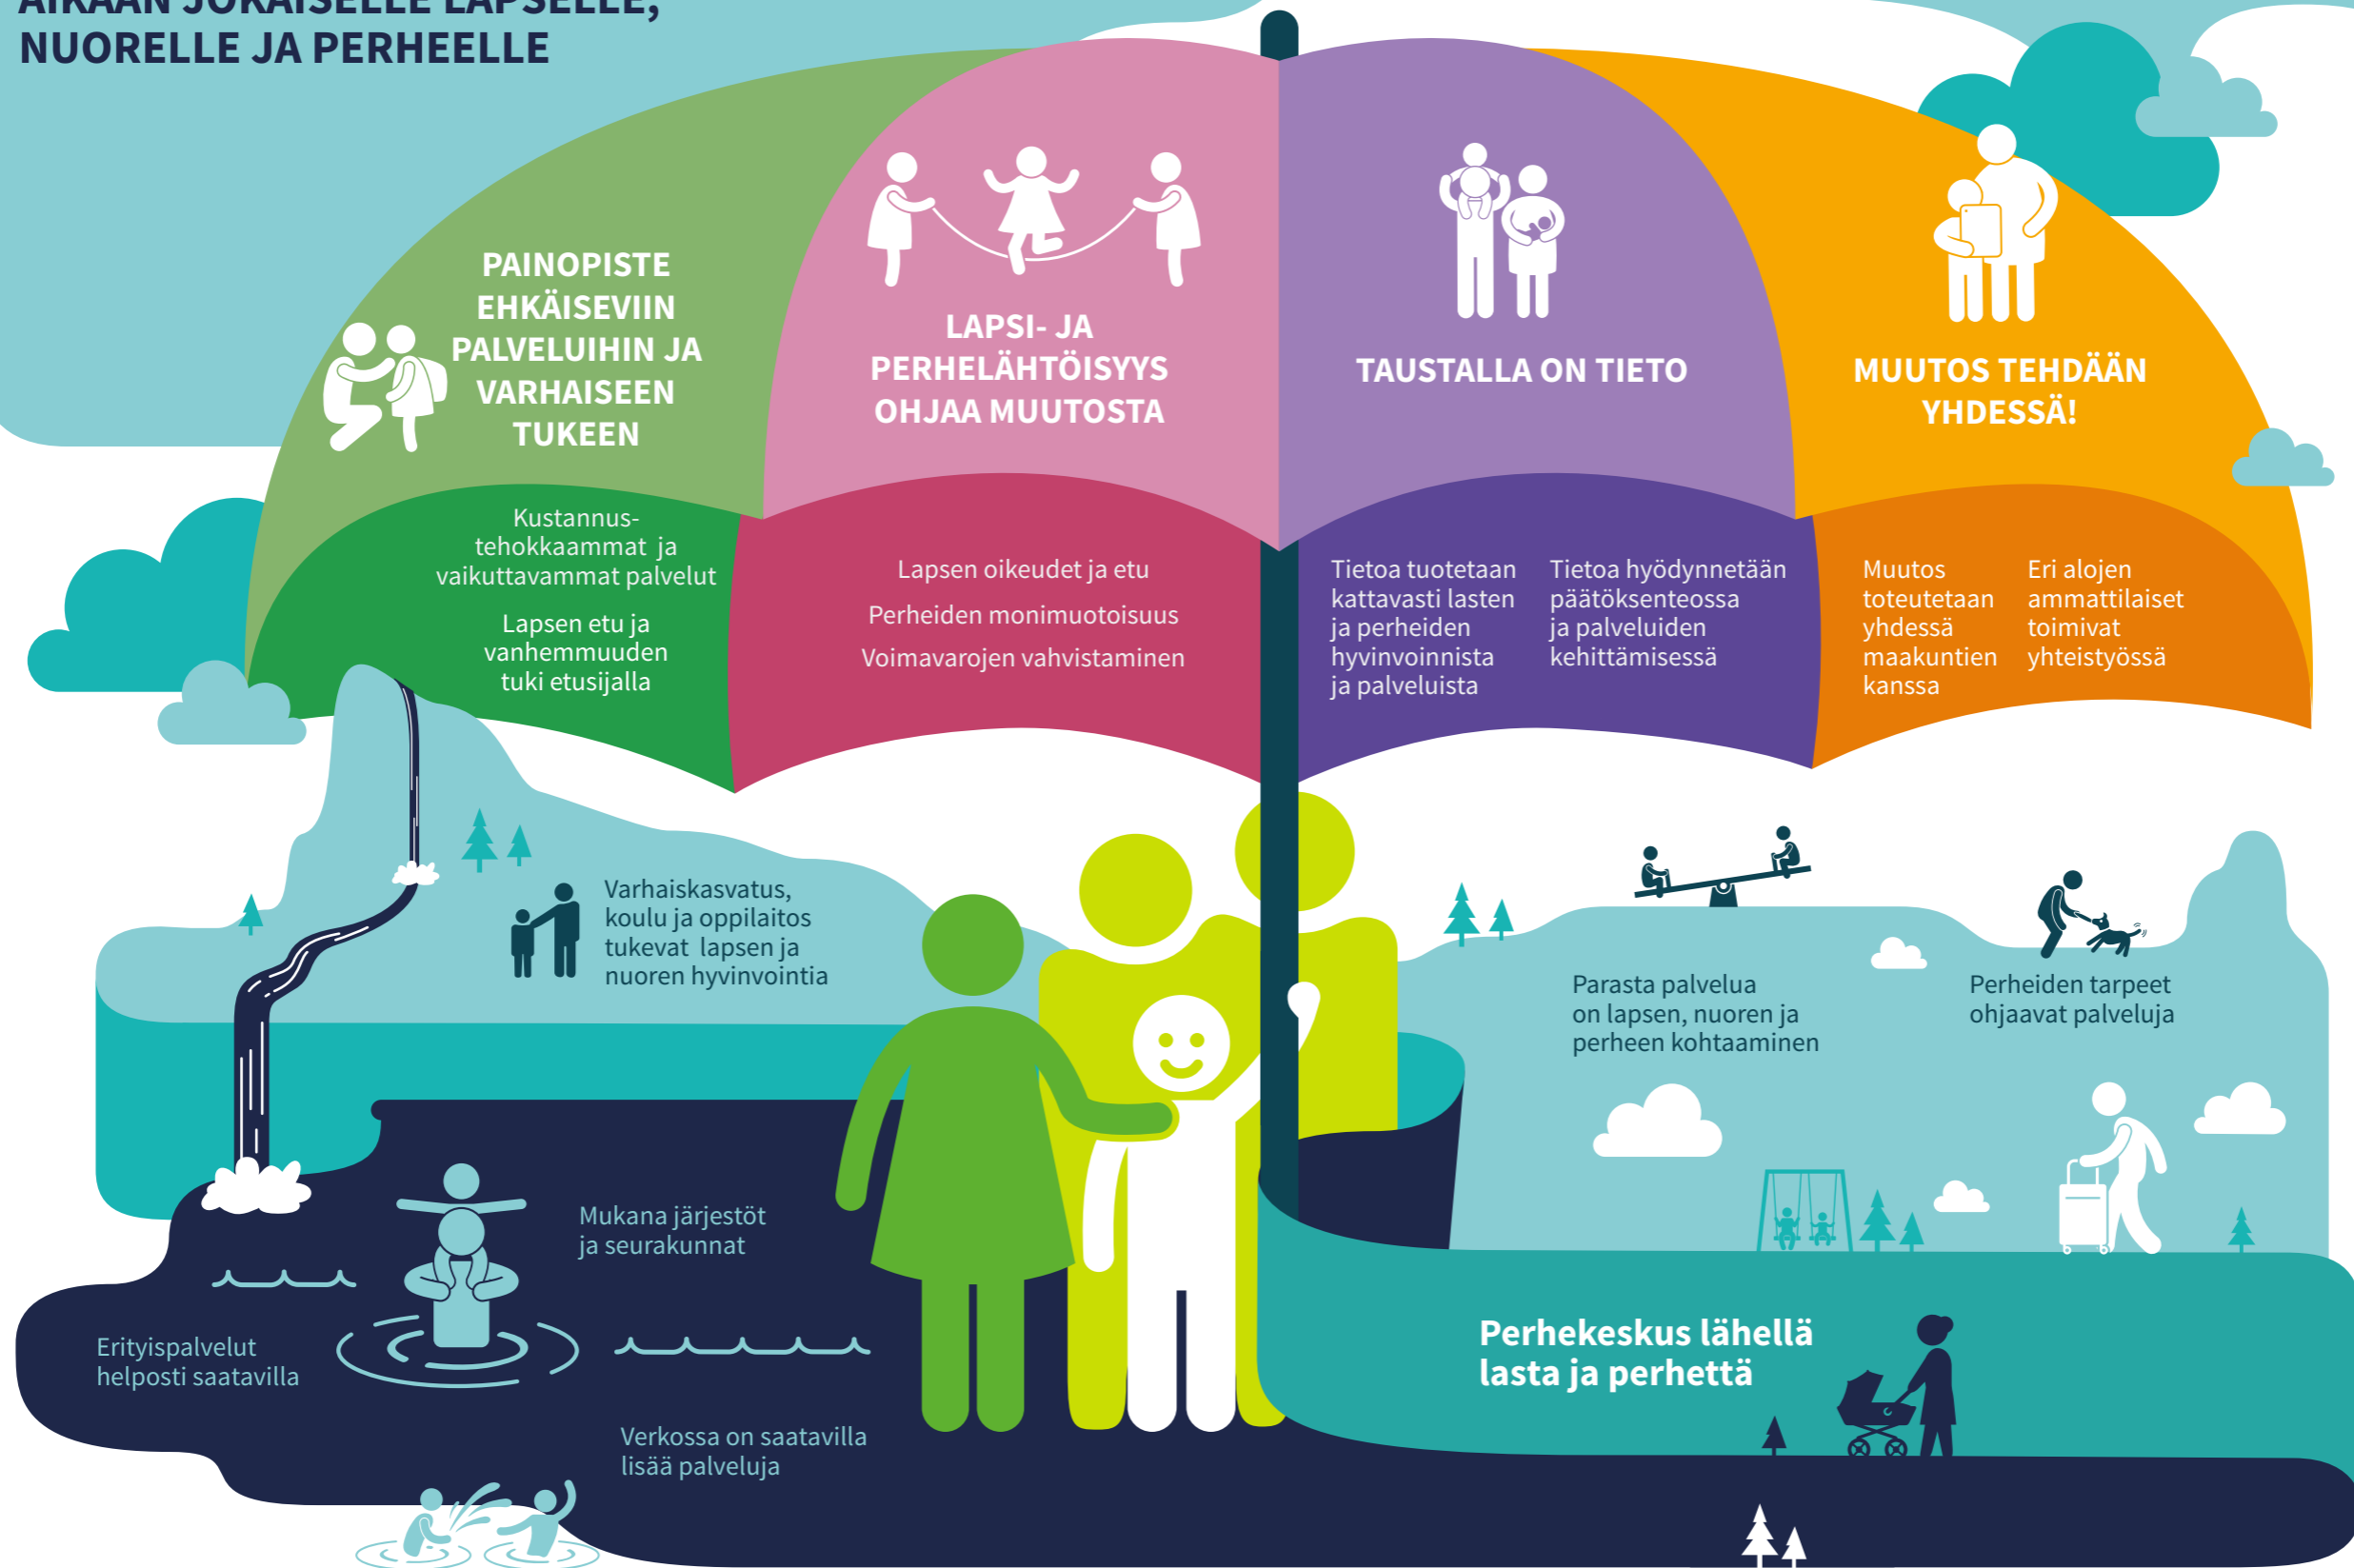 AIKAAN JOKAISELLE LAPSELLE,
NUORELLE JA PERHEELLE
PAINOPISTE
EHKÄISEVIIN
PALVELUIHIN JA
VARHAISEEN
TUKEEN
LAPSI- JA
PERHELÄHTÖISYYS
OHJAA MUUTOSTA
TAUSTALLA ON TIETO
MUUTOS TEHDÄÄN
YHDESSÄ!
Kustannus-
tehokkaammat ja
vaikuttavammat palvelut
Lapsen etu ja
vanhemmuuden
tuki etusijalla
Lapsen oikeudet ja etu
Perheiden monimuotoisuus
Voimavarojen vahvistaminen
Tietoa tuotetaan
kattavasti lasten
ja perheiden
hyvinvoinnista
ja palveluista
Tietoa hyödynnetään
päätöksenteossa
ja palveluiden
kehittämisessä
Muutos
toteutetaan
yhdessä
maakuntien
kanssa
Eri alojen
ammattilaiset
toimivat
yhteistyössä
Varhaiskasvatus,
koulu ja oppilaitos
tukevat lapsen ja
nuoren hyvinvointia
Parasta palvelua
on lapsen, nuoren ja
perheen kohtaaminen
Perheiden tarpeet
ohjaavat palveluja
Mukana järjestöt
ja seurakunnat
Erityispalvelut
helposti saatavilla
Verkossa on saatavilla
lisää palveluja
Perhekeskus lähellä
lasta ja perhettä